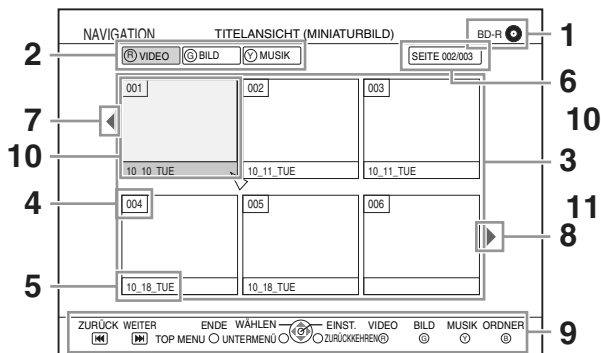 NAVIGATION TITELANSICHT (MINIATURBILD) BD-R 1
2 R VIDEO G BILD Y MUSIK SEITE 002/003
6
7 001 002 003 10
10 10_10_TUE 10_11_TUE 10_11_TUE 3
4 004 005 006 11
8
5 10_18_TUE 10_18_TUE
ZURÜCK WEITER ENDE WÄHLEN EINST. VIDEO BILD MUSIK ORDNER 9
TOP MENU UNTERMENÜ ZURÜCKKEHREN R G Y B